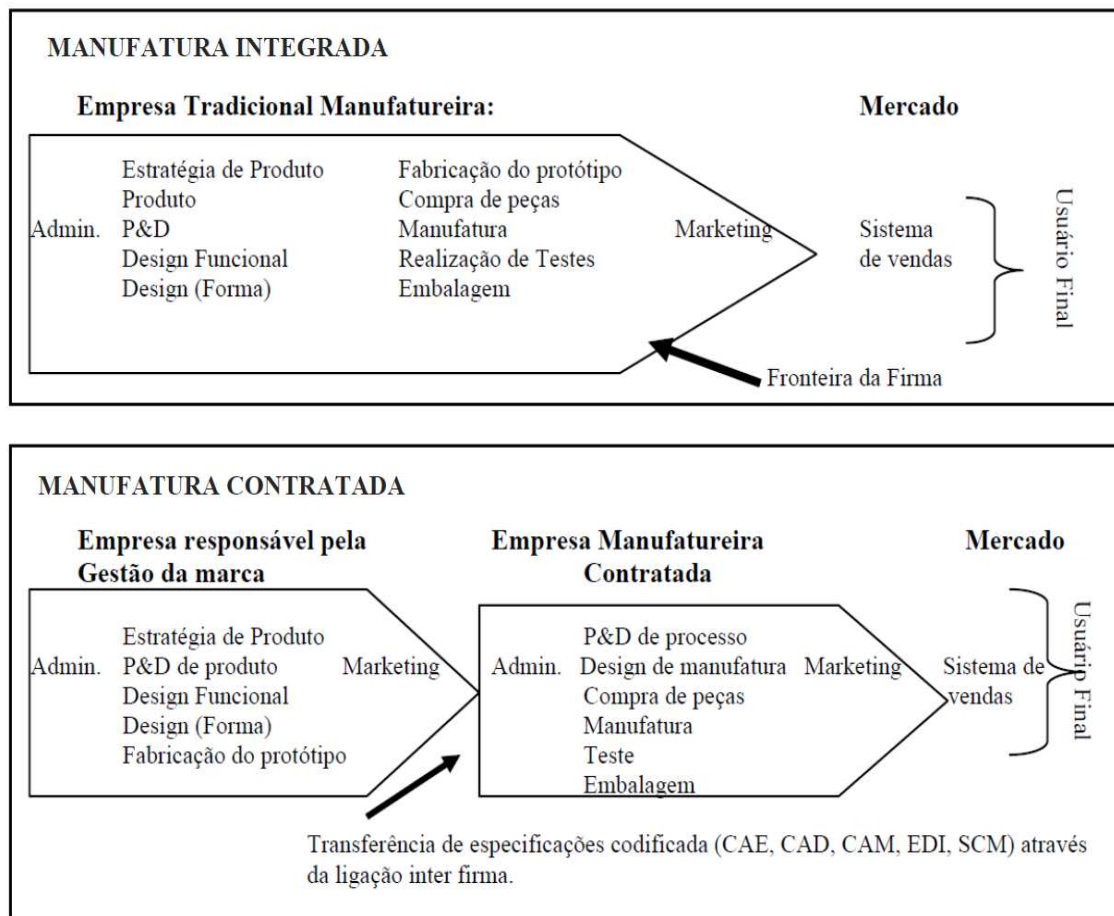 MANUFATURA INTEGRADA
Empresa Tradicional Manufatureira:
Mercado
Admin.
Estratégia de Produto
Produto
P&D
Design Funcional
Design (Forma)
Fabricação do protótipo
Compra de peças
Manufatura
Realização de Testes
Embalagem
Marketing
Sistema
de vendas
Usuário Final
Fronteira da Firma
MANUFATURA CONTRATADA
Empresa responsável pela
Gestão da marca
Empresa Manufatureira
Contratada
Mercado
Admin.
Estratégia de Produto
P&D de produto
Design Funcional
Design (Forma)
Fabricação do protótipo
Marketing
Admin.
P&D de processo
Design de manufatura
Compra de peças
Manufatura
Teste
Embalagem
Marketing
Sistema de
vendas
Usuário Final
Transferência de especificações codificada (CAE, CAD, CAM, EDI, SCM) através
da ligação inter firma.